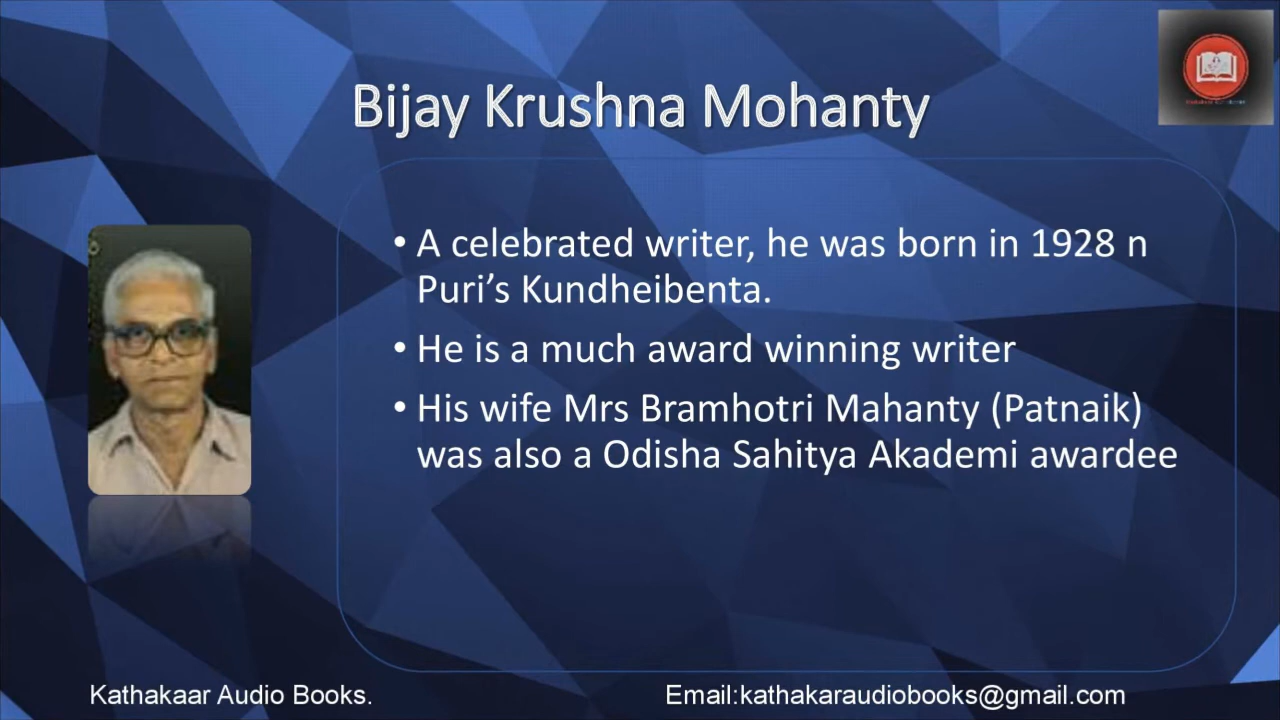 Bijay Krushna Mohanty
• A celebrated writer, he was born in 1928 n
Puri’s Kundheibenta.
• He is a much award winning writer
• His wife Mrs Bramhotri Mahanty (Patnaik)
was also a Odisha Sahitya Akademi awardee
Kathakaar Audio Books.
Email:kathakaraudiobooks@gmail.com